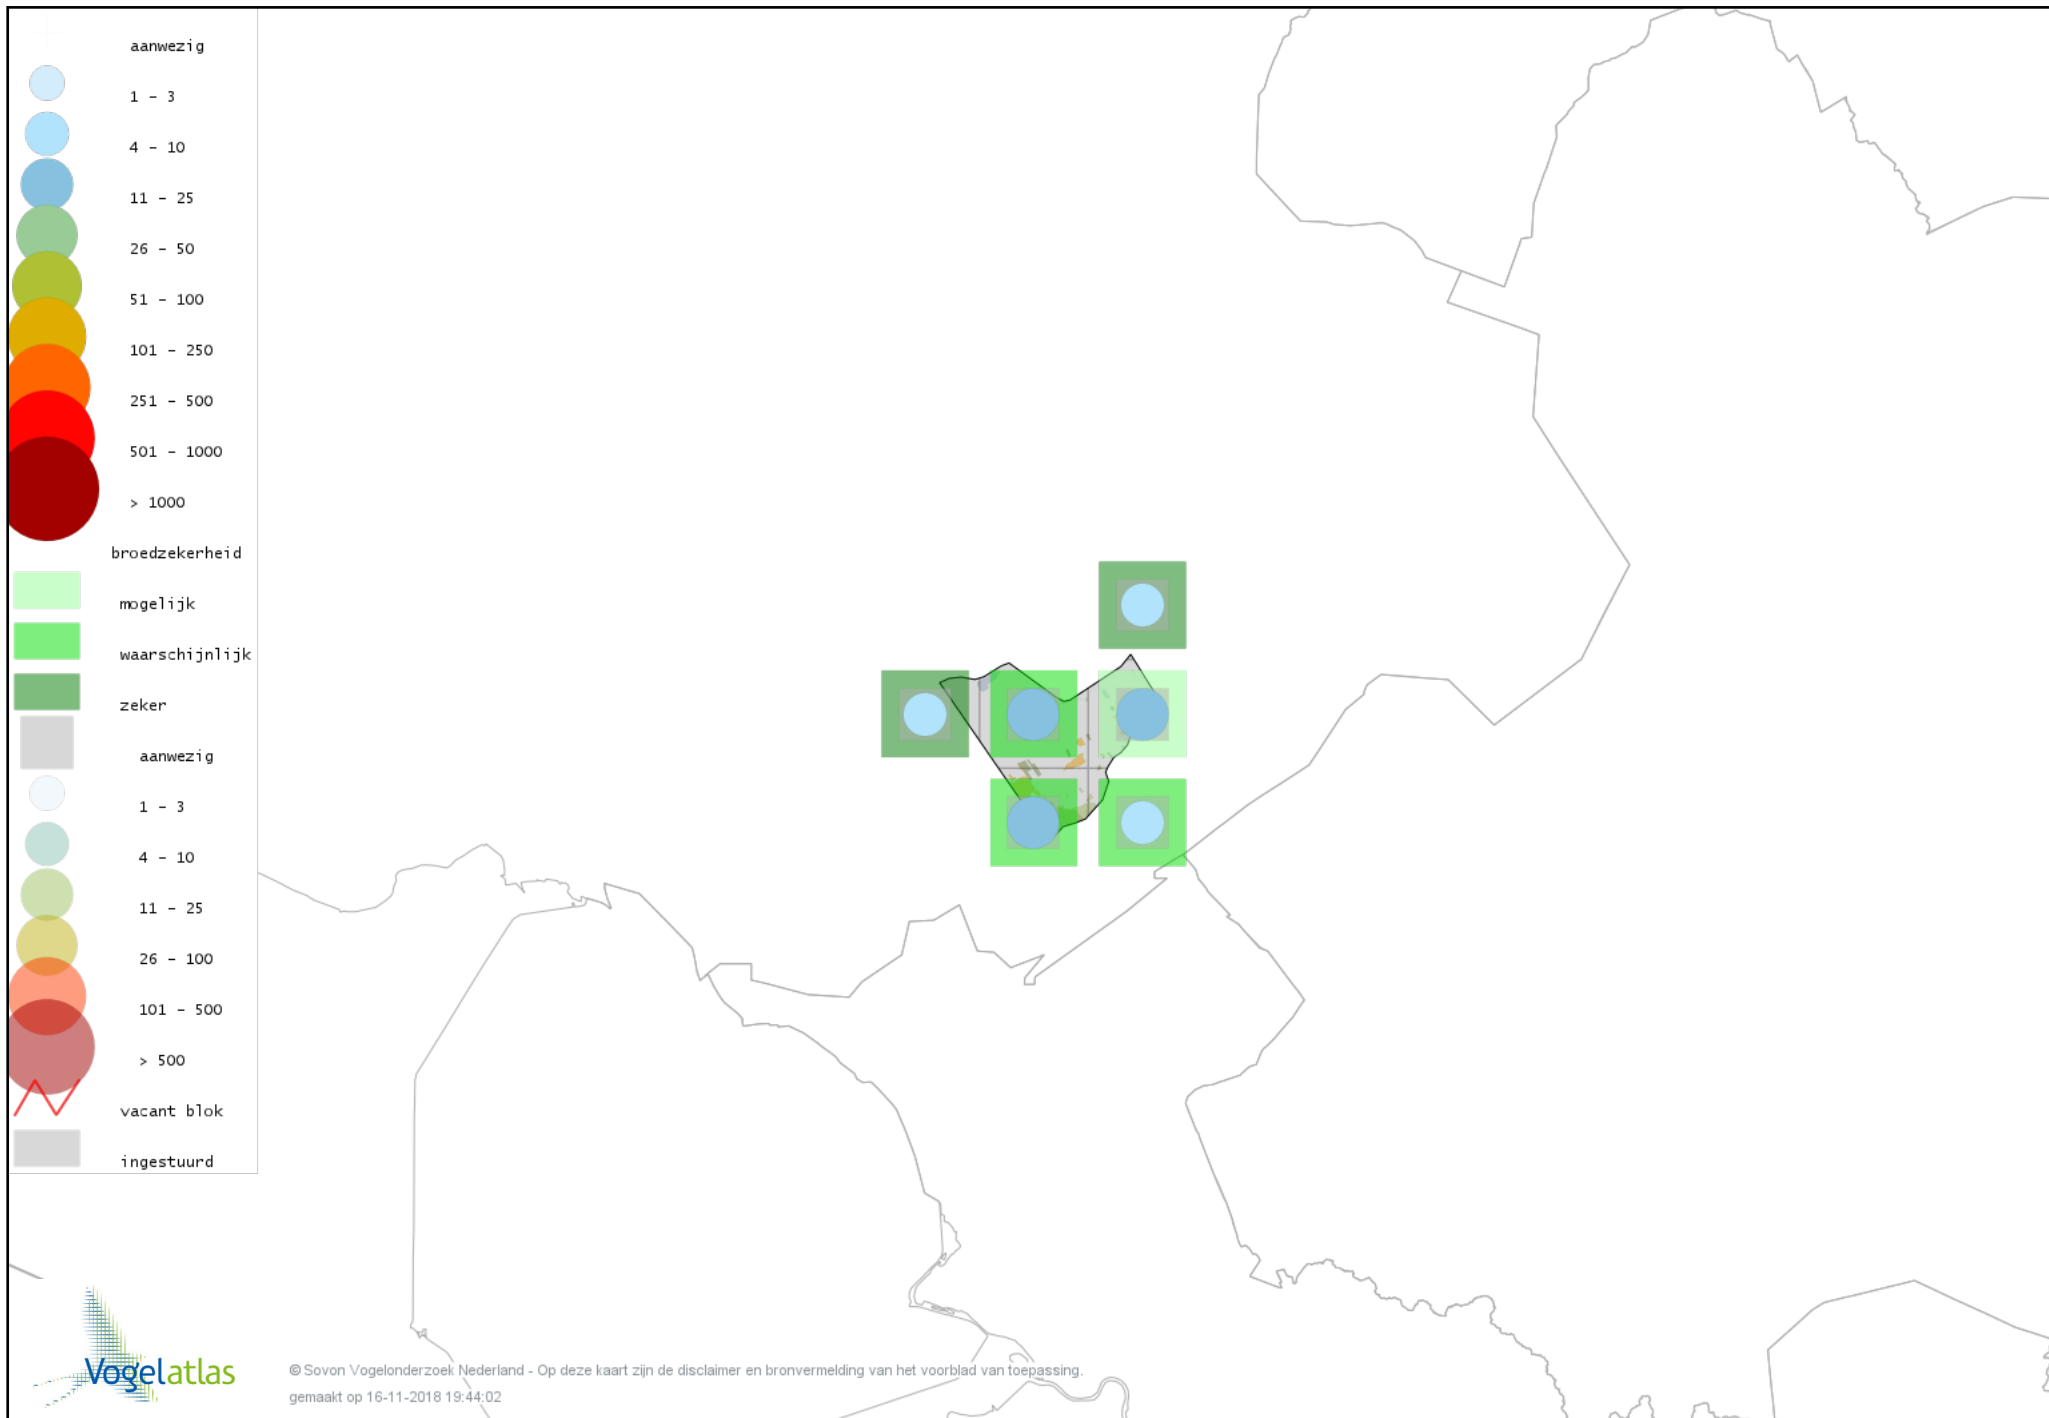 aanwezig
1 - 3
4 - 10
11 - 25
26 - 50
51 - 100
101 - 250
251 - 500
501 - 1000
> 1000
broedzekerheid
mogelijk
waarschijnlijk
zeker
aanwezig
1 - 3
4 - 10
11 - 25
26 - 100
101 - 500
> 500
vacant blok
ingestuurd
Vogelatlas
© Sovon Vogelonderzoek Nederland - Op deze kaart zijn de disclaimer en bronvermelding van het voorblad van toepassing.
gemaakt op 16-11-2018 19:44:02